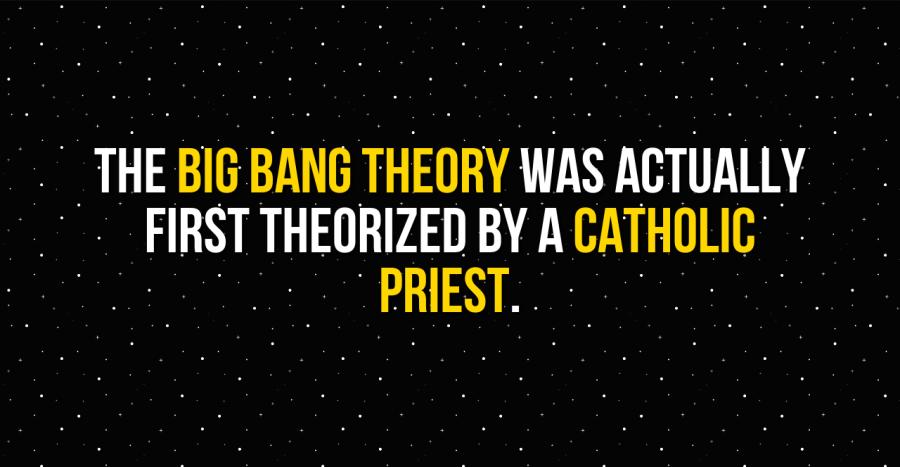 THE BIG BANG THEORY WAS ACTUALLY
FIRST THEORIZED BY A CATHOLIC
PRIEST.